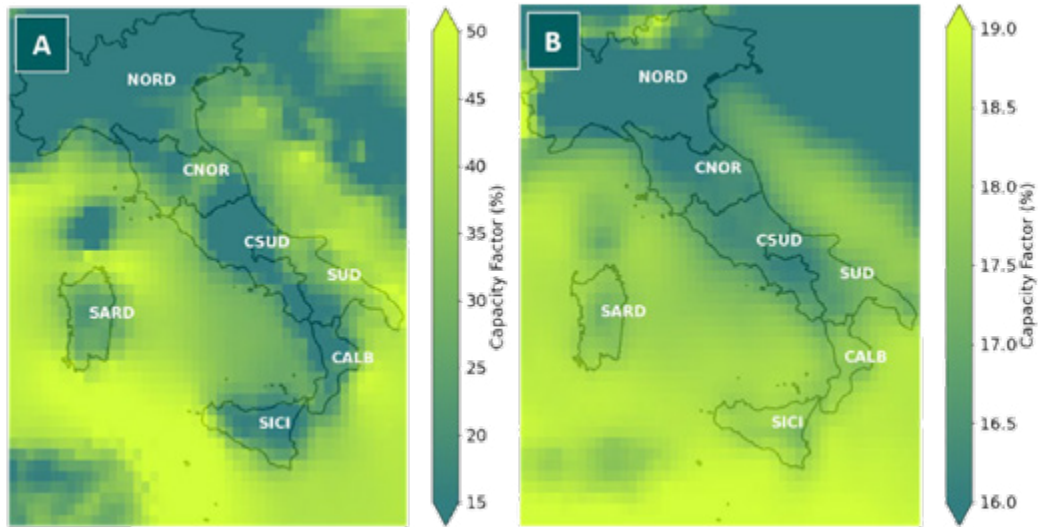 A
NORD
CNOR
CSUD
SUD
SARD
CALB
SICI
50
45
40
35
30
25
20
15
Capacity Factor (%)
B
NORD
CNOR
CSUD
SUD
SARD
CALB
SICI
19.0
18.5
18.0
17.5
17.0
16.5
16.0
Capacity Factor (%)